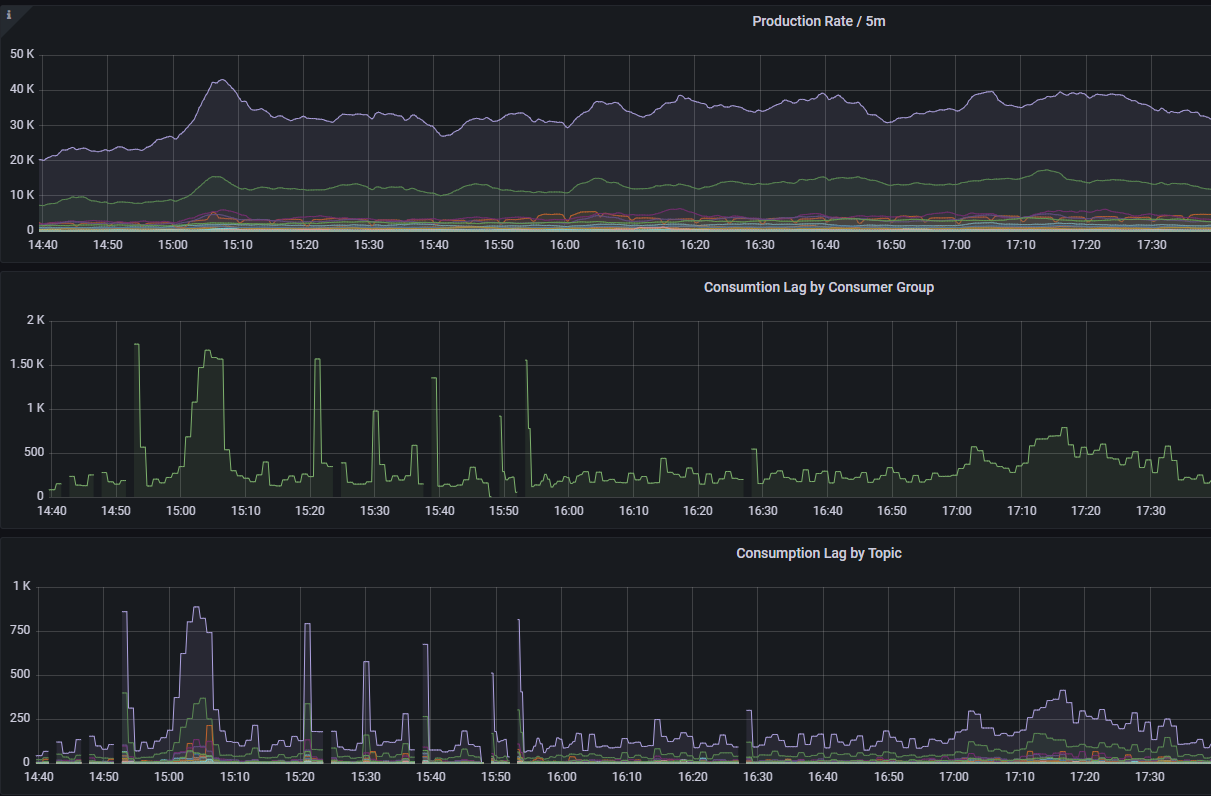 i
Production Rate / 5m
50 K
40 K
30 K
20 K
10 K
0
14:40 14:50 15:00 15:10 15:20 15:30 15:40 15:50 16:00 16:10 16:20 16:30 16:40 16:50 17:00 17:10 17:20 17:30
Consumtion Lag by Consumer Group
2 K
1.50 K
1 K
500
0
14:40 14:50 15:00 15:10 15:20 15:30 15:40 15:50 16:00 16:10 16:20 16:30 16:40 16:50 17:00 17:10 17:20 17:30
Consumption Lag by Topic
1 K
750
500
250
0
14:40 14:50 15:00 15:10 15:20 15:30 15:40 15:50 16:00 16:10 16:20 16:30 16:40 16:50 17:00 17:10 17:20 17:30